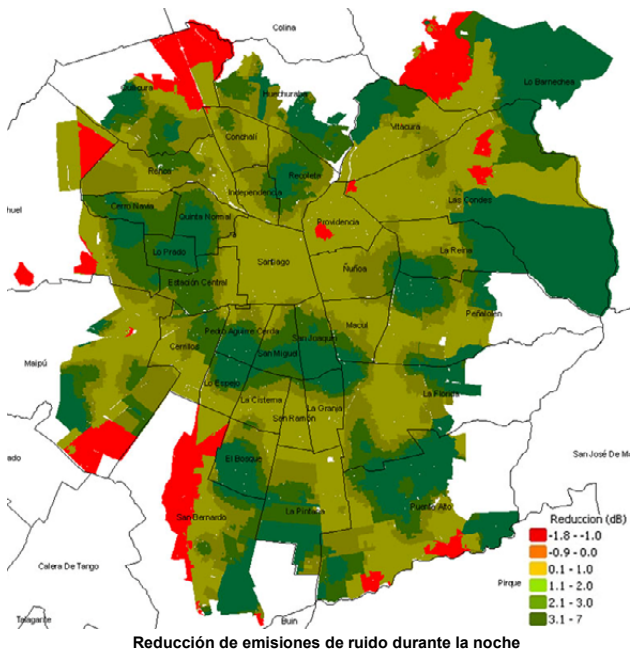 Colina
Lo Barnechea
Quilicura
Huechuraba
Vitacura
Conchalí
Renca
Recoleta
Independencia
Las Condes
Cerro Navia
Quinta Normal
Providencia
huel
Lo Prado
La Reina
Santiago
Ñuñoa
Estación Central
Peñalolén
Pedro Aguirre Cerda
Macul
San Joaquín
Cerrillos
San Miguel
Maipú
Lo Espejo
La Florida
La Cisterna
La Granja
San Ramón
San José De M
ado
El Bosque
Puente Alto
La Pintana
San Bernardo
Calera De Tango
Pirque
Talagante
Buin
Reduccion (dB)
-1.8 - -1.0
-0.9 - 0.0
0.1 - 1.0
1.1 - 2.0
2.1 - 3.0
3.1 - 7
Reducción de emisiones de ruido durante la noche